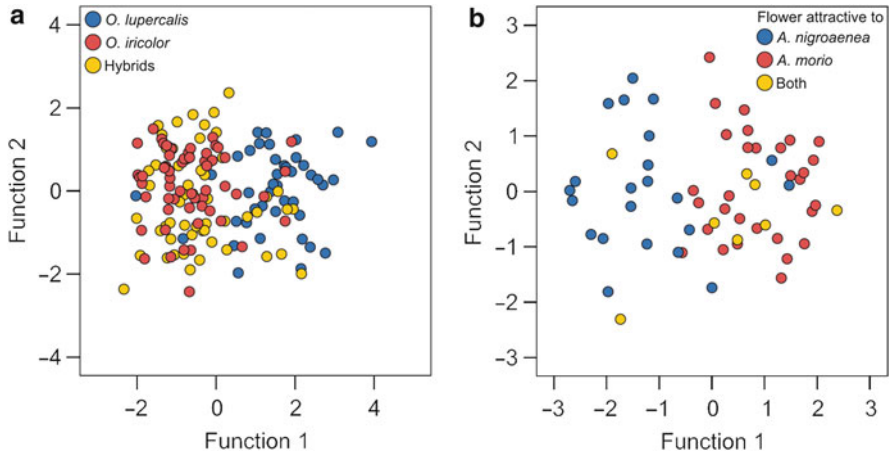 a
O. lupercalis
O. iricolor
Hybrids
4
2
0
−2
−4
Function 2
−2
0
2
4
Function 1
b
Flower attractive to
A. nigroaenea
A. morio
Both
3
2
1
0
−1
−2
−3
Function 2
−3
−2
−1
0
1
2
3
Function 1